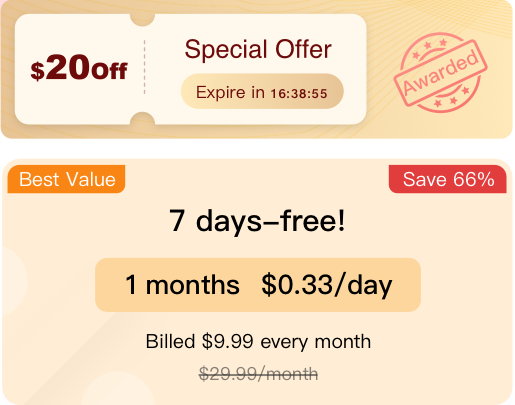 $20Off
Special Offer
Expire in 16:38:55
Awarded
Best Value
Save 66%
7 days–free!
1 months $0.33/day
Billed $9.99 every month
$29.99/month